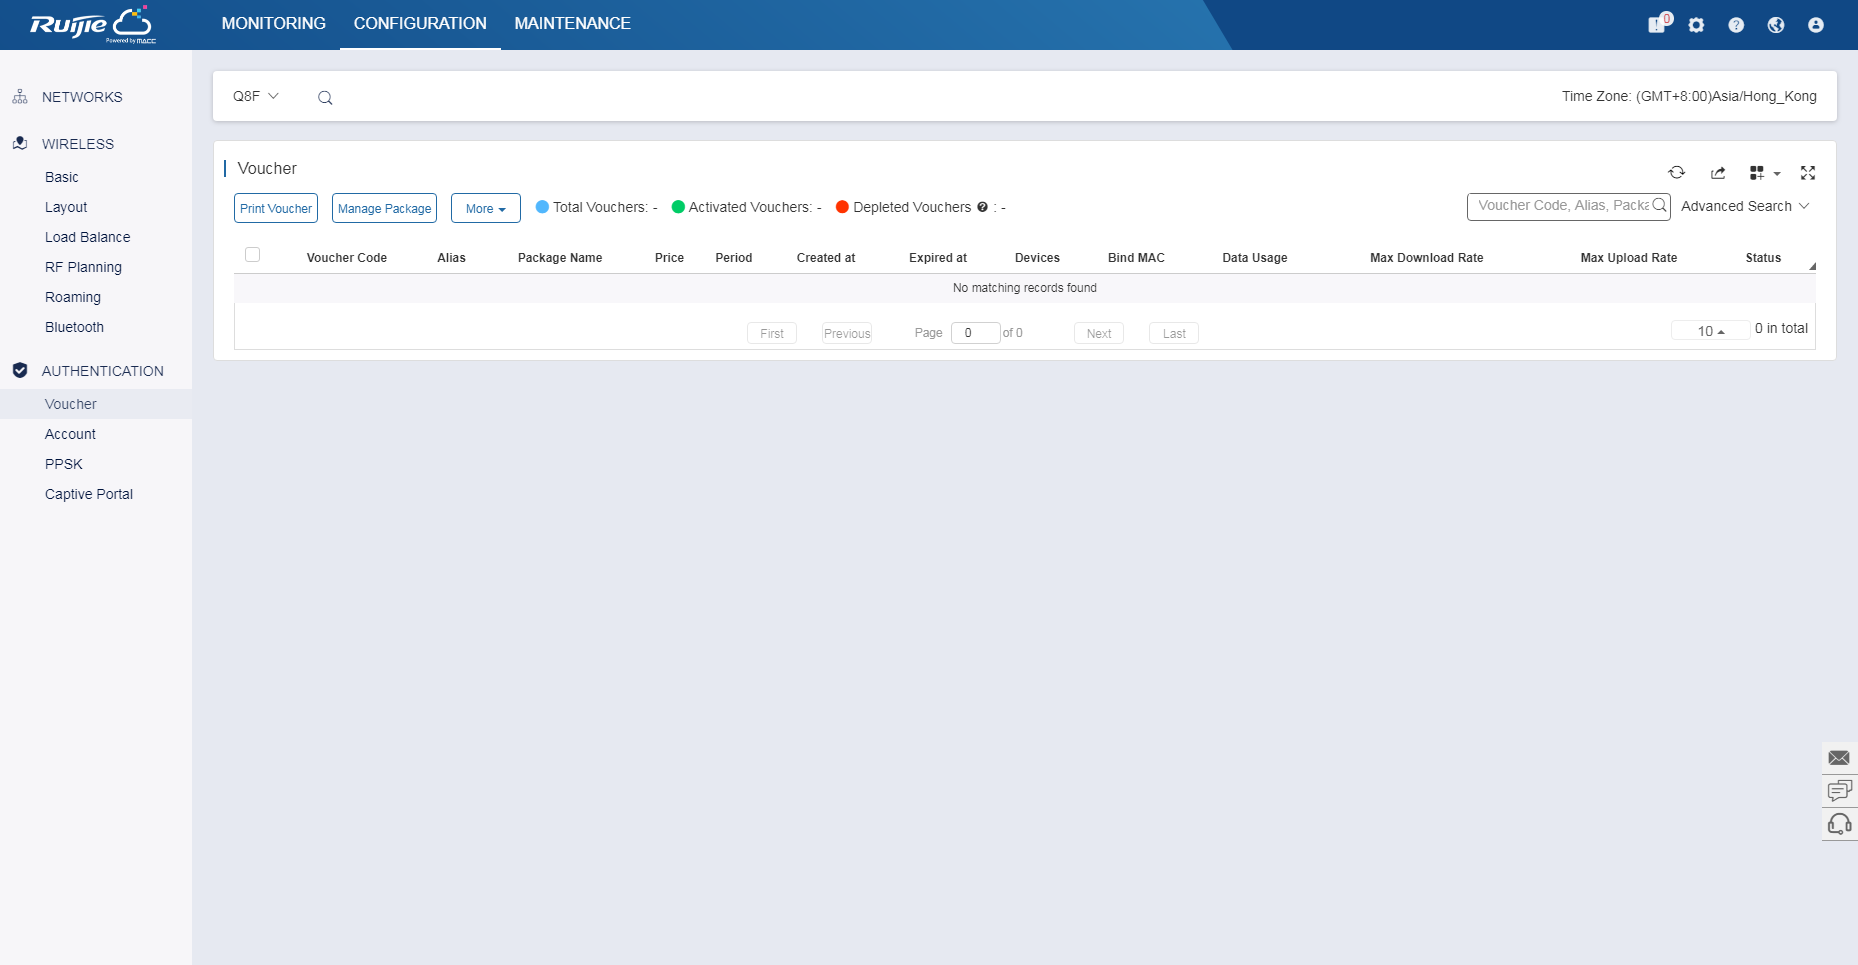 Ruijie
Powered by MACC
MONITORING CONFIGURATION MAINTENANCE
0
NETWORKS
WIRELESS
Basic
Layout
Load Balance
RF Planning
Roaming
Bluetooth
AUTHENTICATION
Voucher
Account
PPSK
Captive Portal
Q8F
Time Zone: (GMT+8:00)Asia/Hong_Kong
Voucher
Print Voucher Manage Package More Total Vouchers: - Activated Vouchers: - Depleted Vouchers ? : - Voucher Code, Alias, Packa Advanced Search
Voucher Code Alias Package Name Price Period Created at Expired at Devices Bind MAC Data Usage Max Download Rate Max Upload Rate Status
No matching records found
First Previous Page 0 of 0 Next Last 10 0 in total